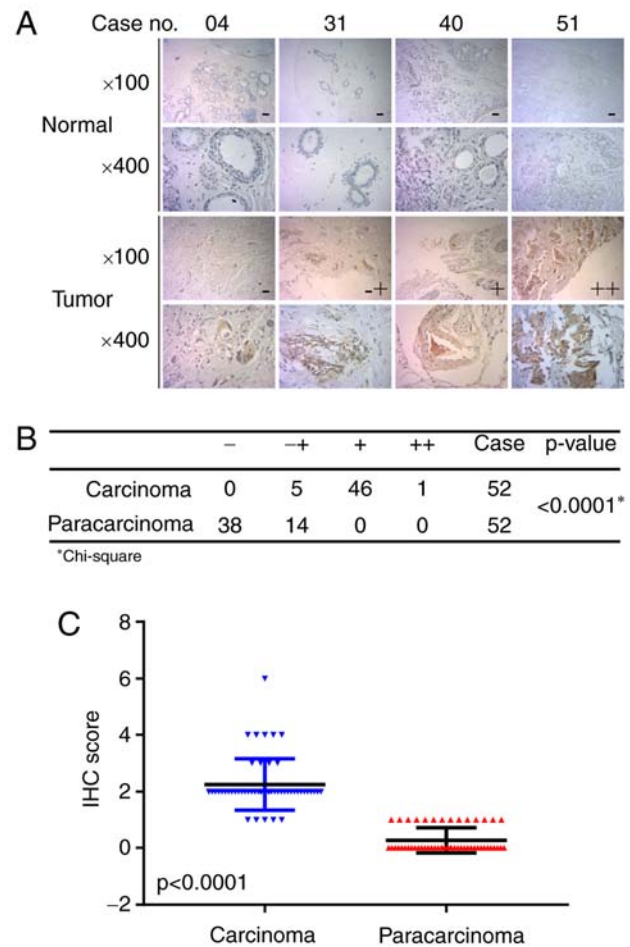 A
Case no. 04 31 40 51
×100
- - - -
Normal
×400
×100
- -+ + ++
Tumor
×400
B
− −+ + ++ Case p-value
Carcinoma 0 5 46 1 52 <0.0001*
Paracarcinoma 38 14 0 0 52
*Chi-square
C
8
6
4
2
0
−2
IHC score
p<0.0001
Carcinoma Paracarcinoma